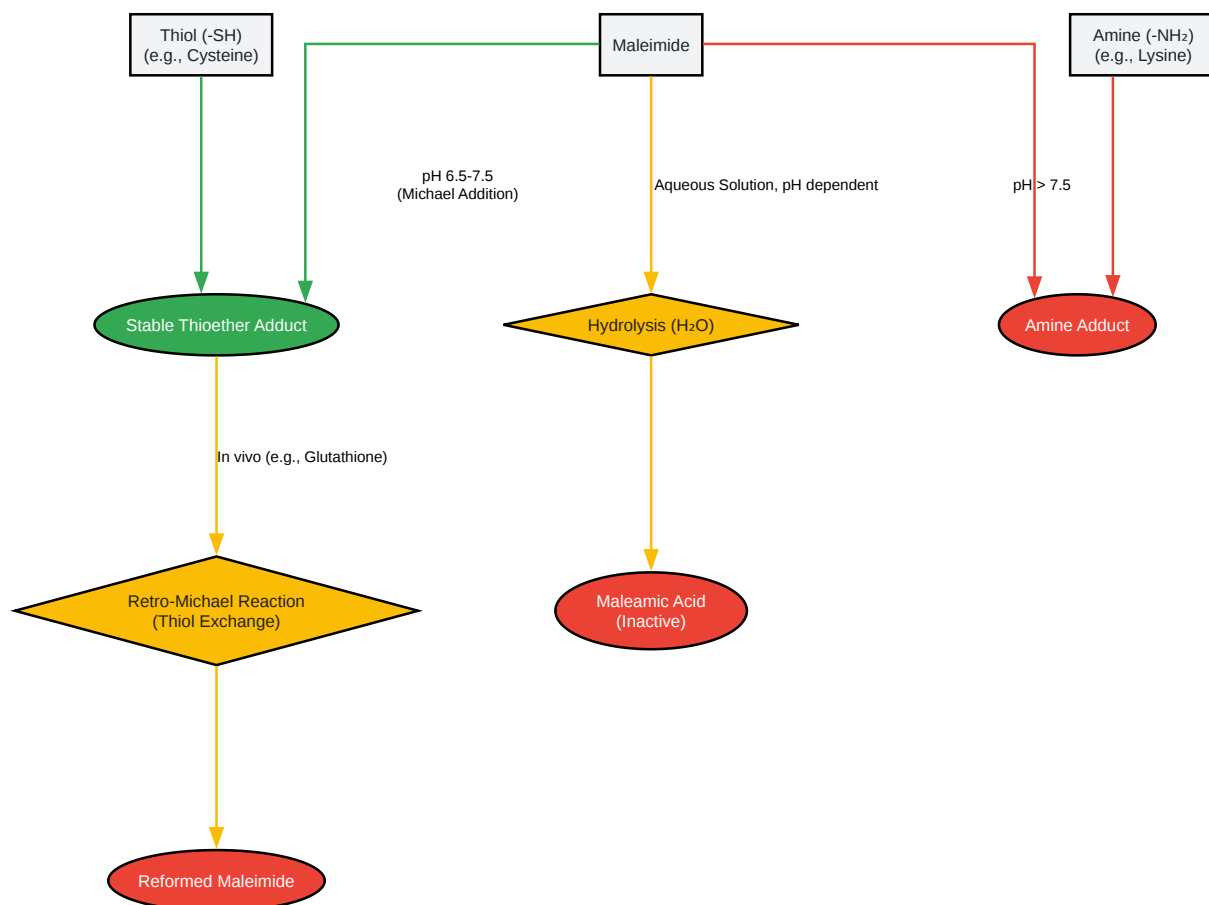 Thiol (-SH)
(e.g., Cysteine)
Maleimide
Amine (-NH₂)
(e.g., Lysine)
pH 6.5-7.5
(Michael Addition)
Aqueous Solution, pH dependent
pH > 7.5
Stable Thioether Adduct
Hydrolysis (H₂O)
Amine Adduct
In vivo (e.g., Glutathione)
Retro-Michael Reaction
(Thiol Exchange)
Maleamic Acid
(Inactive)
Reformed Maleimide